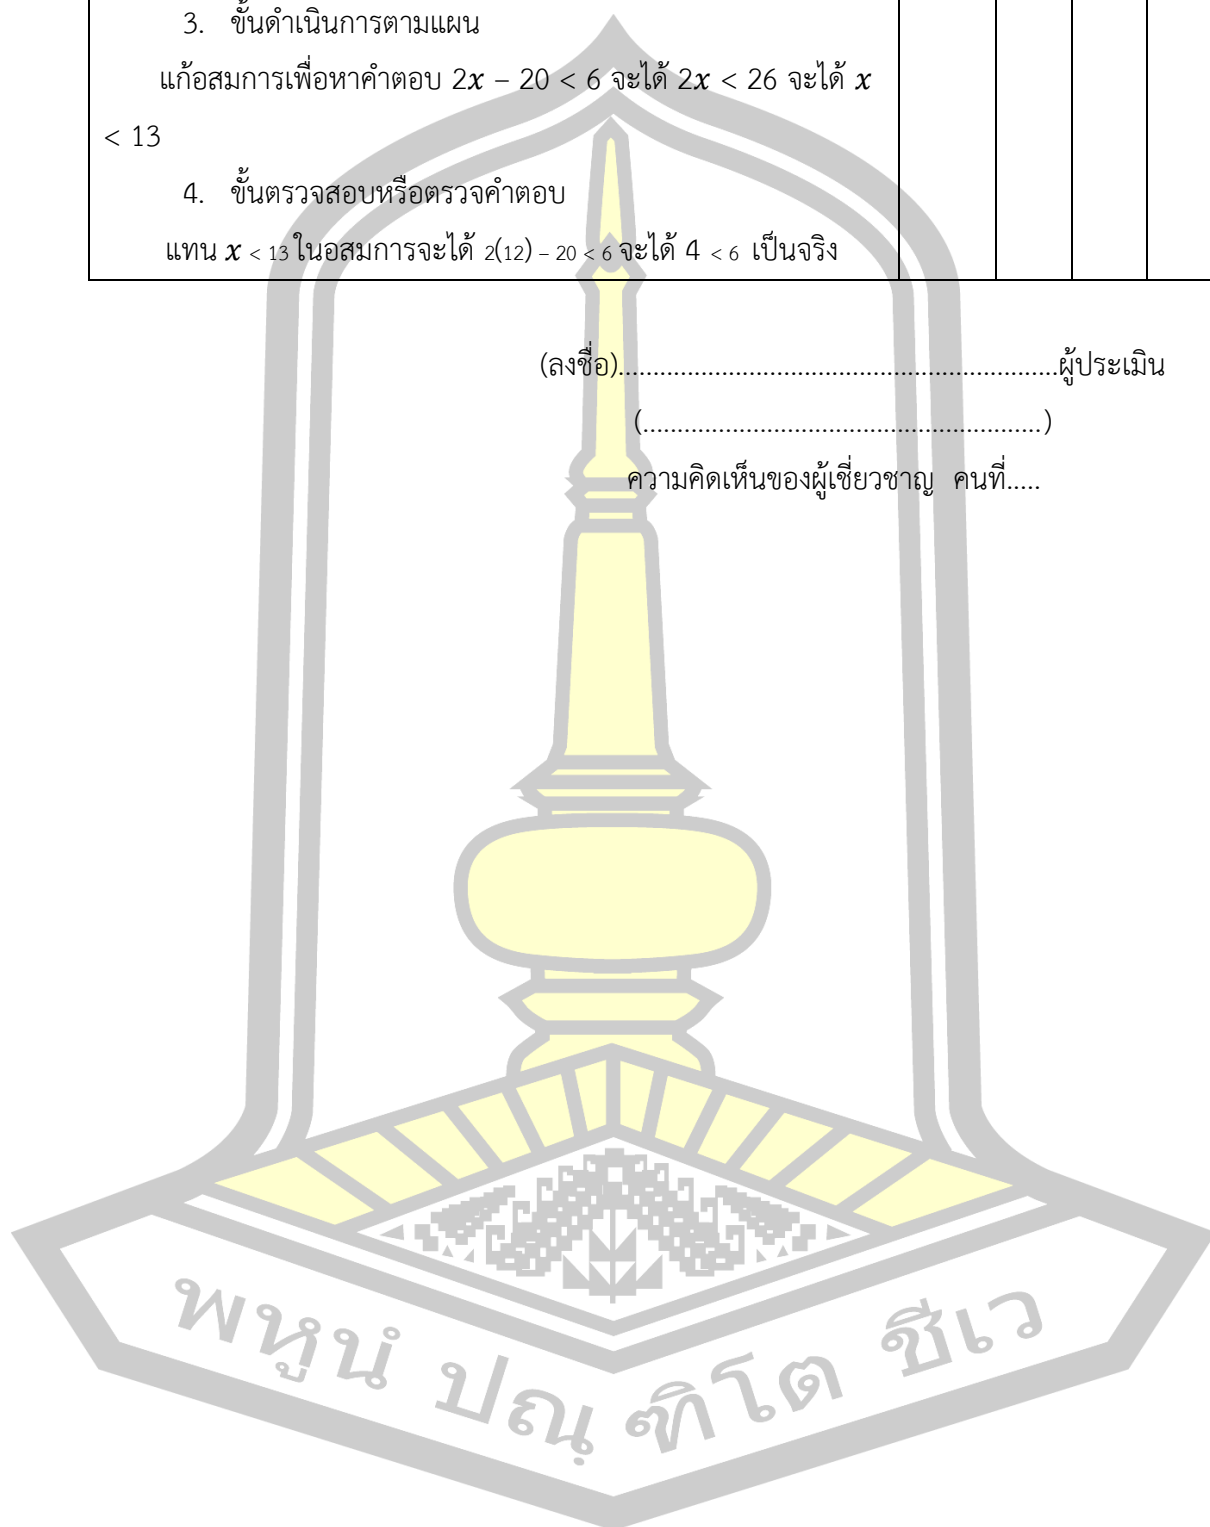 3. ขั้นดำเนินการตามแผน
แก้อสมการเพื่อหาคำตอบ 2𝒙 – 20 < 6 จะได้ 2𝒙 < 26 จะได้ 𝒙
< 13
4. ขั้นตรวจสอบหรือตรวจคำตอบ
แทน 𝒙 < 13 ในอสมการจะได้ 2(12) – 20 < 6 จะได้ 4 < 6 เป็นจริง
(ลงชื่อ)................................................................ผู้ประเมิน
(..........................................................)
ความคิดเห็นของผู้เชี่ยวชาญ คนที่.....
พหูนํ ปณฺฑิโต ชีเว